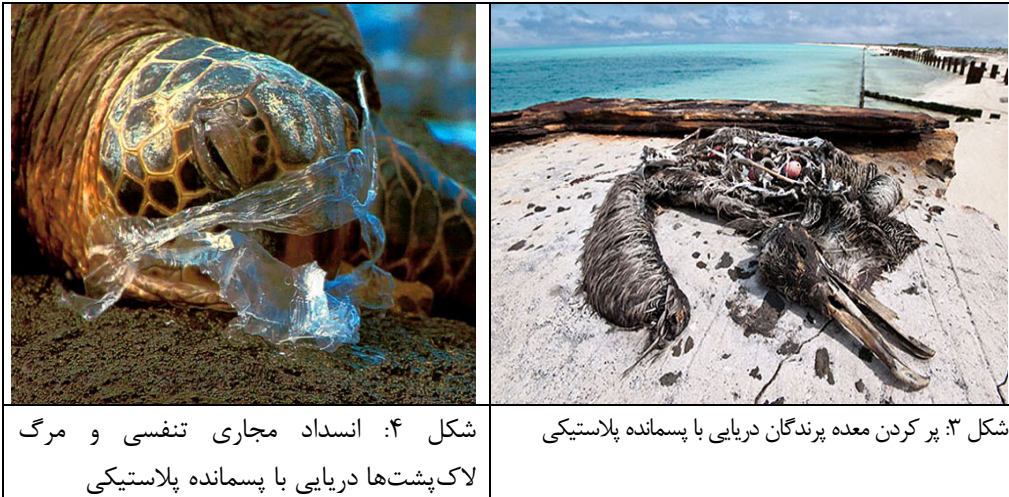 شکل ۳: پر کردن معده پرندگان دریایی با پسمانده پلاستیکی
شکل ۴: انسداد مجاری تنفسی و مرگ
لاک‌پشت‌ها دریایی با پسمانده پلاستیکی